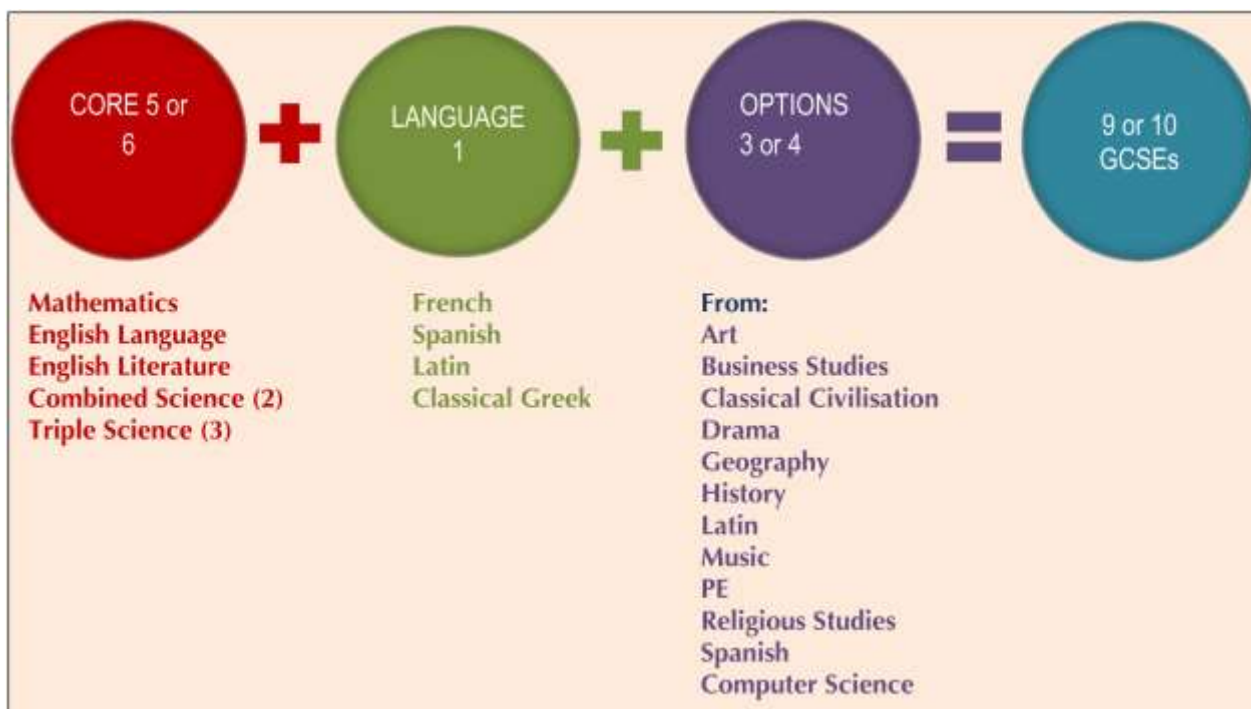 CORE 5 or
6
LANGUAGE
1
OPTIONS
3 or 4
9 or 10
GCSEs
Mathematics
English Language
English Literature
Combined Science (2)
Triple Science (3)
French
Spanish
Latin
Classical Greek
From:
Art
Business Studies
Classical Civilisation
Drama
Geography
History
Latin
Music
PE
Religious Studies
Spanish
Computer Science